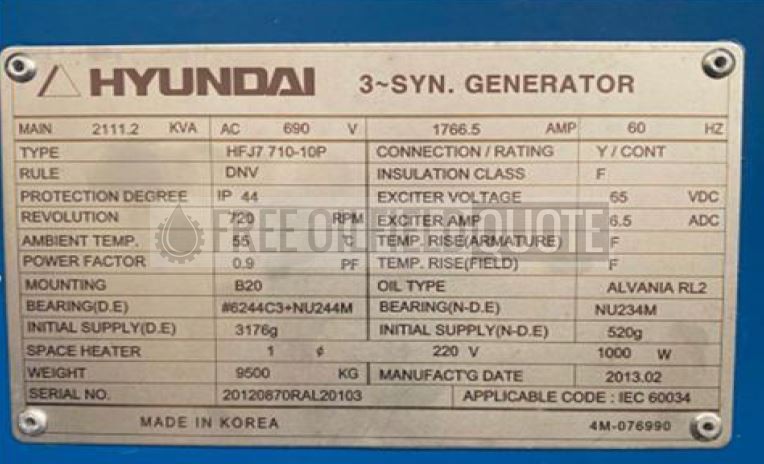 HYUNDAI 3~SYN. GENERATOR
MAIN 2111.2 KVA AC 690 V 1766.5 AMP 60 HZ
TYPE HFJ7 710-10P CONNECTION / RATING Y / CONT
RULE DNV INSULATION CLASS F
PROTECTION DEGREE IP 44 EXCITER VOLTAGE 65 VDC
REVOLUTION 720 RPM EXCITER AMP 6.5 ADC
FREE ONLINE QUOTE
AMBIENT TEMP. 55 ℃ TEMP. RISE(ARMATURE) F
POWER FACTOR 0.9 PF TEMP. RISE(FIELD) F
MOUNTING B20 OIL TYPE ALVANIA RL2
BEARING(D.E) #6244C3+NU244M BEARING(N-D.E) NU234M
INITIAL SUPPLY(D.E) 3176g INITIAL SUPPLY(N-D.E) 520g
SPACE HEATER 1 ¢ 220 V 1000 W
WEIGHT 9500 KG MANUFACT'G DATE 2013.02
SERIAL NO. 20120870RAL20103 APPLICABLE CODE : IEC 60034
MADE IN KOREA 4M-076990